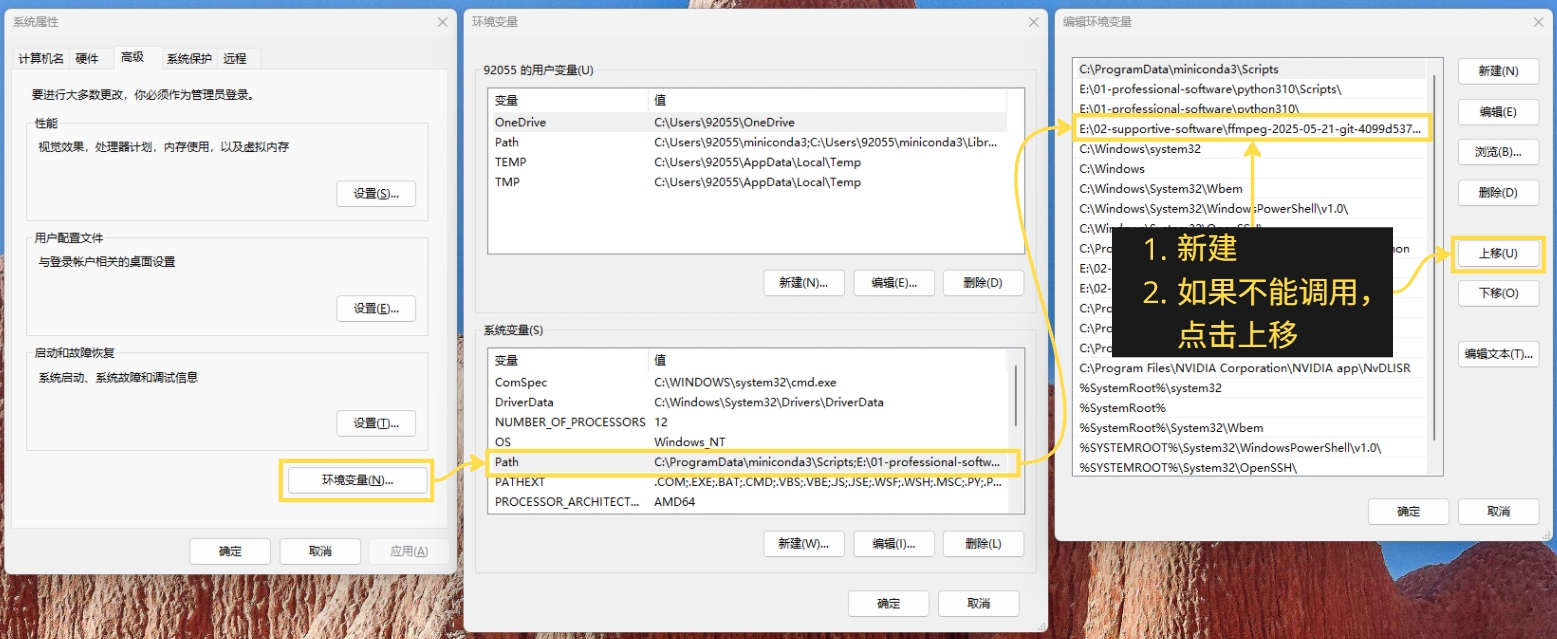 系统属性
计算机名 硬件 高级 系统保护 远程
要进行大多数更改，你必须作为管理员登录。
性能
视觉效果，处理器计划，内存使用，以及虚拟内存
设置(S)...
用户配置文件
与登录帐户相关的桌面设置
设置(E)...
启动和故障恢复
系统启动、系统故障和调试信息
设置(T)...
环境变量(N)...
确定 取消 应用(A)
环境变量
92055 的用户变量(U)
变量 值
OneDrive C:\Users\92055\OneDrive
Path C:\Users\92055\miniconda3;C:\Users\92055\miniconda3\Libr...
TEMP C:\Users\92055\AppData\Local\Temp
TMP C:\Users\92055\AppData\Local\Temp
新建(N)... 编辑(E)... 删除(D)
系统变量(S)
变量 值
ComSpec C:\WINDOWS\system32\cmd.exe
DriverData C:\Windows\System32\Drivers\DriverData
NUMBER_OF_PROCESSORS 12
OS Windows_NT
Path C:\ProgramData\miniconda3\Scripts;E:\01-professional-softw...
PATHEXT .COM;.EXE;.BAT;.CMD;.VBS;.VBE;.JS;.JSE;.WSF;.WSH;.MSC;.PY;.P...
PROCESSOR_ARCHITECT... AMD64
新建(W)... 编辑(I)... 删除(L)
确定 取消
编辑环境变量
C:\ProgramData\miniconda3\Scripts
E:\01-professional-software\python310\Scripts\
E:\01-professional-software\python310\
E:\02-supportive-software\ffmpeg-2025-05-21-git-4099d537...
C:\Windows\system32
C:\Windows
C:\Windows\System32\Wbem
C:\Windows\System32\WindowsPowerShell\v1.0\
C:\Program Files\NVIDIA Corporation\NVIDIA app\NvDLISR
%SystemRoot%\system32
%SystemRoot%
%SystemRoot%\System32\Wbem
%SYSTEMROOT%\System32\WindowsPowerShell\v1.0\
%SYSTEMROOT%\System32\OpenSSH\
1. 新建
2. 如果不能调用，
点击上移
新建(N)
编辑(E)
浏览(B)...
删除(D)
上移(U)
下移(O)
编辑文本(T)...
确定 取消